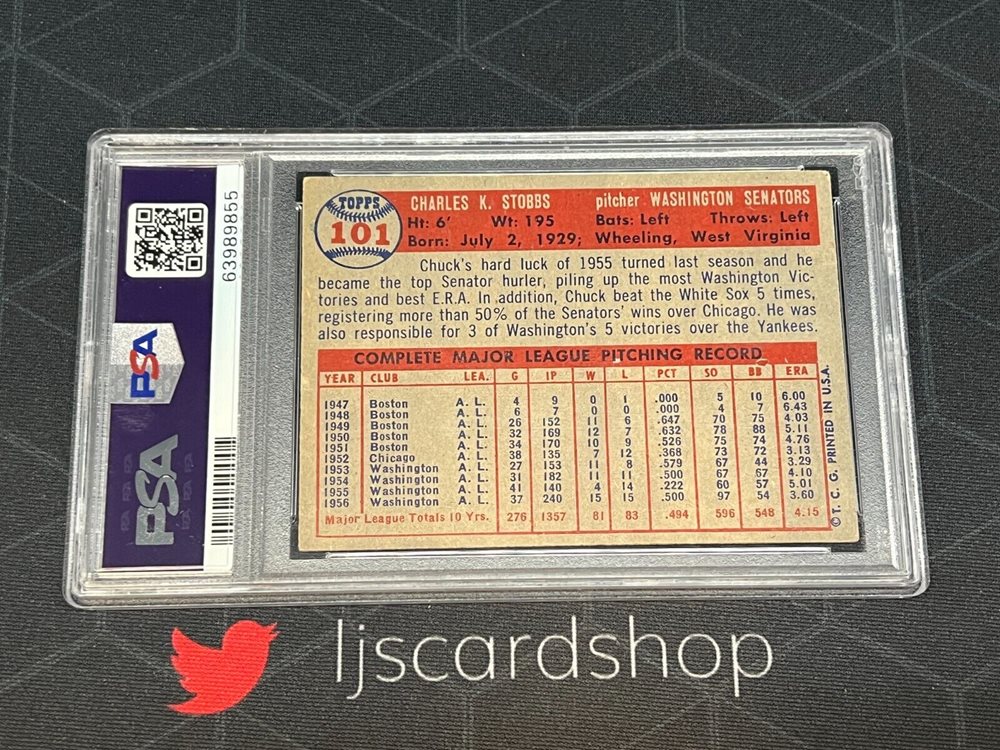 63989855
PSA
PSA
TOPPS
101
CHARLES K. STOBBS pitcher WASHINGTON SENATORS
Ht: 6' Wt: 195 Bats: Left Throws: Left
Born: July 2, 1929; Wheeling, West Virginia
Chuck's hard luck of 1955 turned last season and he
became the top Senator hurler, piling up the most Washington Vic-
tories and best E.R.A. In addition, Chuck beat the White Sox 5 times,
registering more than 50% of the Senators' wins over Chicago. He was
also responsible for 3 of Washington's 5 victories over the Yankees.
COMPLETE MAJOR LEAGUE PITCHING RECORD
YEAR CLUB LEA. G IP W L PCT SO BB ERA
1947 Boston A. L. 4 9 0 1 .000 5 10 6.00
1948 Boston A. L. 6 7 0 0 .000 4 7 6.43
1949 Boston A. L. 26 152 11 6 .647 70 75 4.03
1950 Boston A. L. 32 169 12 7 .632 78 88 5.11
1951 Boston A. L. 34 170 10 9 .526 75 74 4.76
1952 Chicago A. L. 38 135 7 12 .368 73 72 3.13
1953 Washington A. L. 27 153 11 8 .579 67 44 3.29
1954 Washington A. L. 31 182 11 11 .500 67 67 4.10
1955 Washington A. L. 41 140 4 14 .222 60 57 5.01
1956 Washington A. L. 37 240 15 15 .500 97 54 3.60
Major League Totals 10 Yrs. 276 1357 81 83 .494 596 548 4.15
© T. C. G. PRINTED IN U.S.A.
ljscardshop